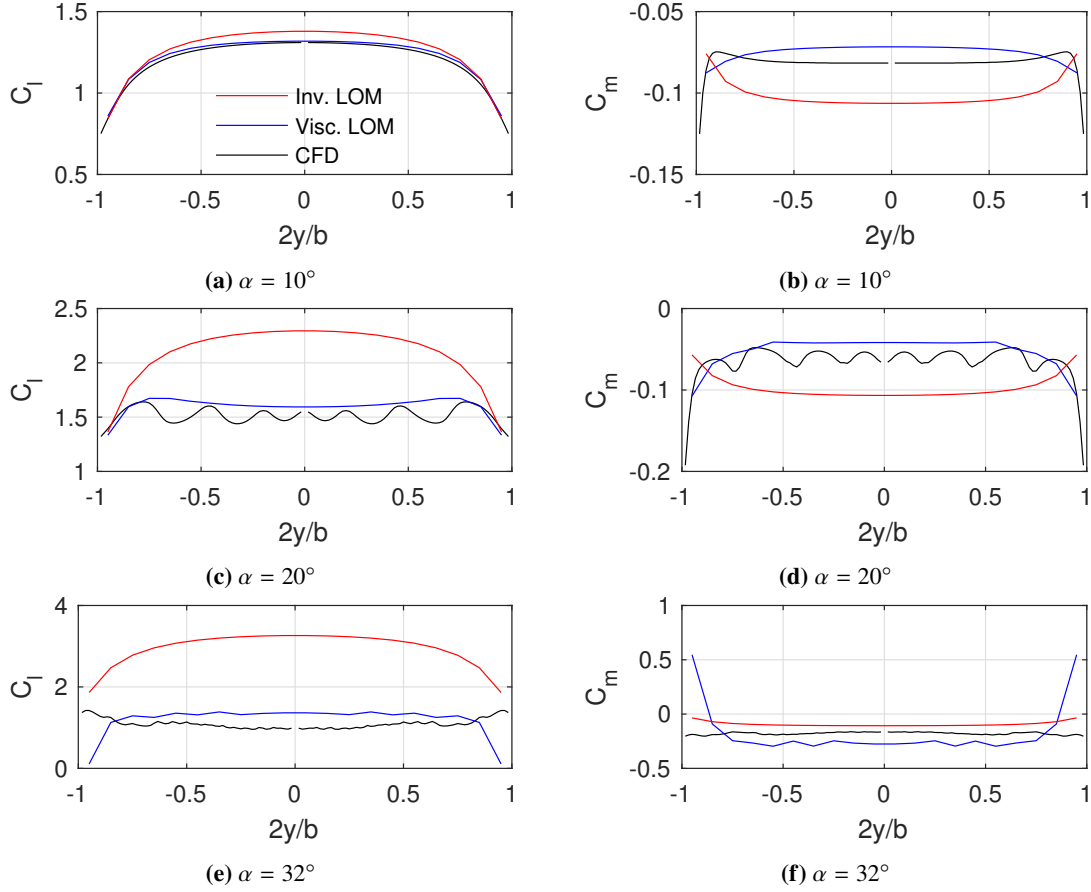 1.5
1
0.5
C_l
Inv. LOM
Visc. LOM
CFD
-1 -0.5 0 0.5 1
2y/b
(a) α = 10°
-0.05
-0.1
-0.15
C_m
-1 -0.5 0 0.5 1
2y/b
(b) α = 10°
2.5
2
1.5
1
C_l
-1 -0.5 0 0.5 1
2y/b
(c) α = 20°
0
-0.1
-0.2
C_m
-1 -0.5 0 0.5 1
2y/b
(d) α = 20°
4
2
0
C_l
-1 -0.5 0 0.5 1
2y/b
(e) α = 32°
1
0.5
0
-0.5
C_m
-1 -0.5 0 0.5 1
2y/b
(f) α = 32°